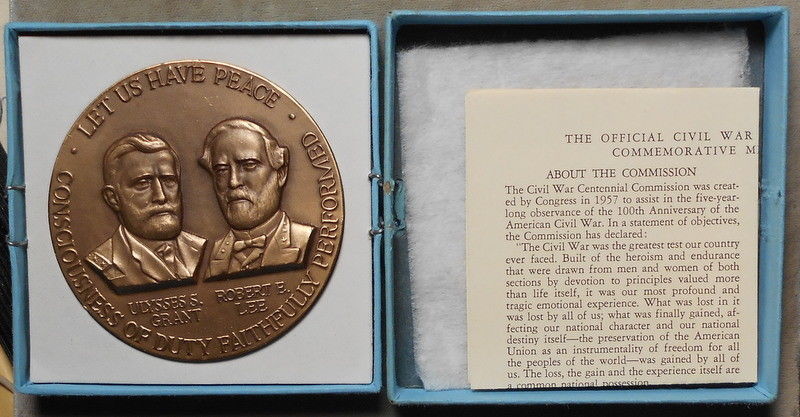 · LET US HAVE PEACE ·
CONSCIOUSNESS OF DUTY FAITHFULLY PERFORMED
ULYSSES S.
GRANT
ROBERT E.
LEE
THE OFFICIAL CIVIL WAR
COMMEMORATIVE
ABOUT THE COMMISSION
The Civil War Centennial Commission was creat-
ed by Congress in 1957 to assist in the five-year-
long observance of the 100th Anniversary of the
American Civil War. In a statement of objectives,
the Commission has declared:
"The Civil War was the greatest test our country
ever faced. Built of the heroism and endurance
that were drawn from men and women of both
sections by devotion to principles valued more
than life itself, it was our most profound and
tragic emotional experience. What was lost in it
was lost by all of us; what was finally gained, af-
fecting our national character and our national
destiny itself—the preservation of the American
Union as an instrumentality of freedom for all
the peoples of the world—was gained by all of
us. The loss, the gain and the experience itself are
a common national possession.